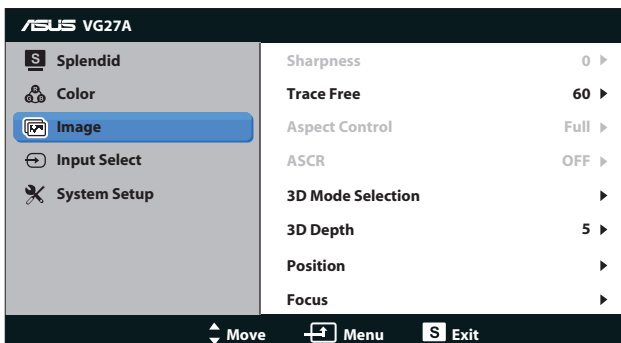 ASUS VG27A
S Splendid
Color
Image
Input Select
System Setup
Sharpness 0
Trace Free 60
Aspect Control Full
ASCR OFF
3D Mode Selection
3D Depth 5
Position
Focus
Move Menu S Exit